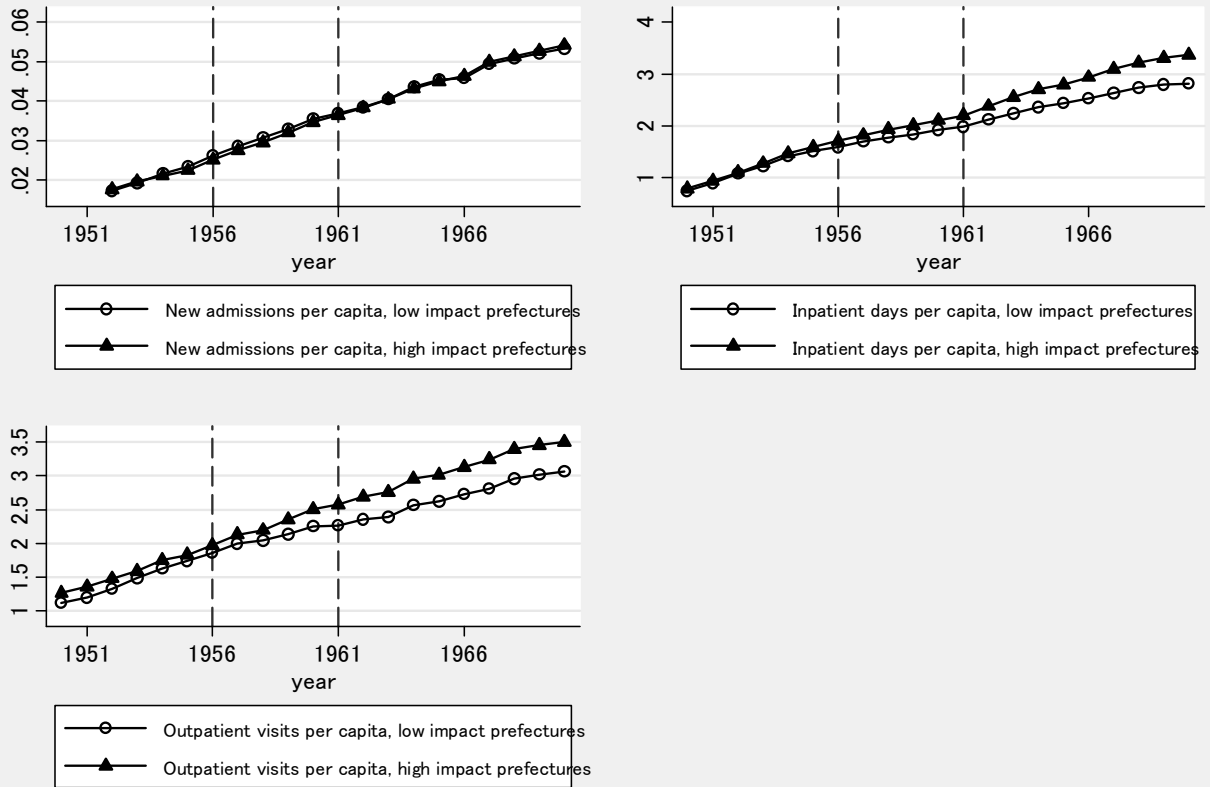 .06
.05
.04
.03
.02
1951 1956 1961 1966
year
New admissions per capita, low impact prefectures
New admissions per capita, high impact prefectures
4
3
2
1
1951 1956 1961 1966
year
Inpatient days per capita, low impact prefectures
Inpatient days per capita, high impact prefectures
3.5
3
2.5
2
1.5
1
1951 1956 1961 1966
year
Outpatient visits per capita, low impact prefectures
Outpatient visits per capita, high impact prefectures